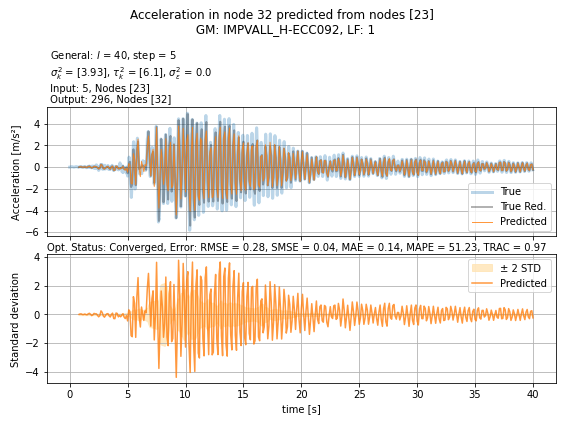 Acceleration in node 32 predicted from nodes [23]
GM: IMPVALL_H-ECC092, LF: 1
General: l = 40, step = 5
σ²ₖ = [3.93], τ²ₖ = [6.1], σ²ε = 0.0
Input: 5, Nodes [23]
Output: 296, Nodes [32]
Acceleration [m/s²]
4
2
0
−2
−4
−6
True
True Red.
Predicted
Opt. Status: Converged, Error: RMSE = 0.28, SMSE = 0.04, MAE = 0.14, MAPE = 51.23, TRAC = 0.97
Standard deviation
4
2
0
−2
−4
± 2 STD
Predicted
0 5 10 15 20 25 30 35 40
time [s]